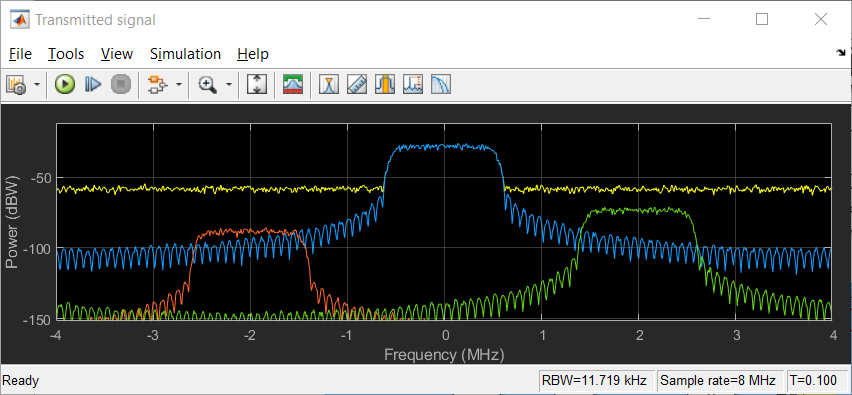 Transmitted signal
File Tools View Simulation Help
Power (dBW)
-50
-100
-150
-4 -3 -2 -1 0 1 2 3 4
Frequency (MHz)
Ready RBW=11.719 kHz Sample rate=8 MHz T=0.100